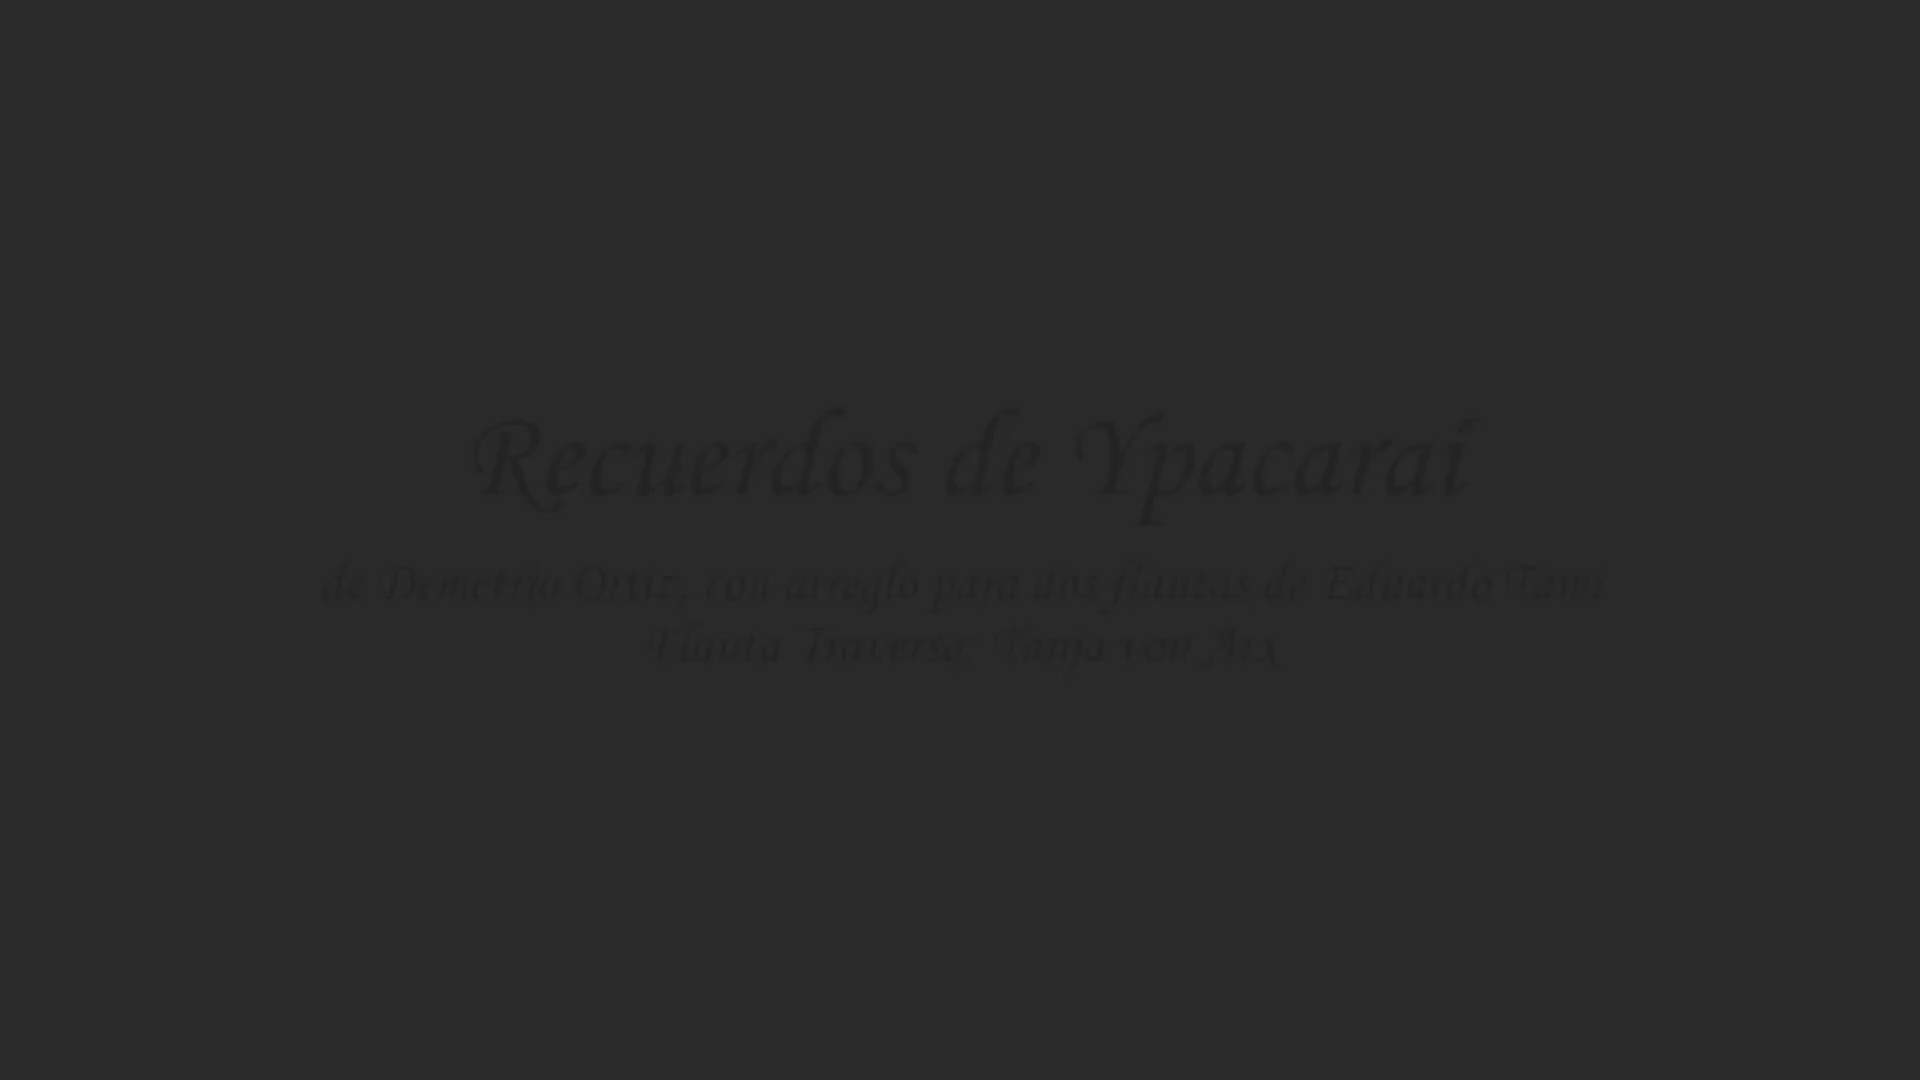 Recuerdos de Ypacaraí
de Demetrio Ortiz, con arreglo para dos flautas de Eduardo Tami
Flauta Traversa: Tanja von Arx